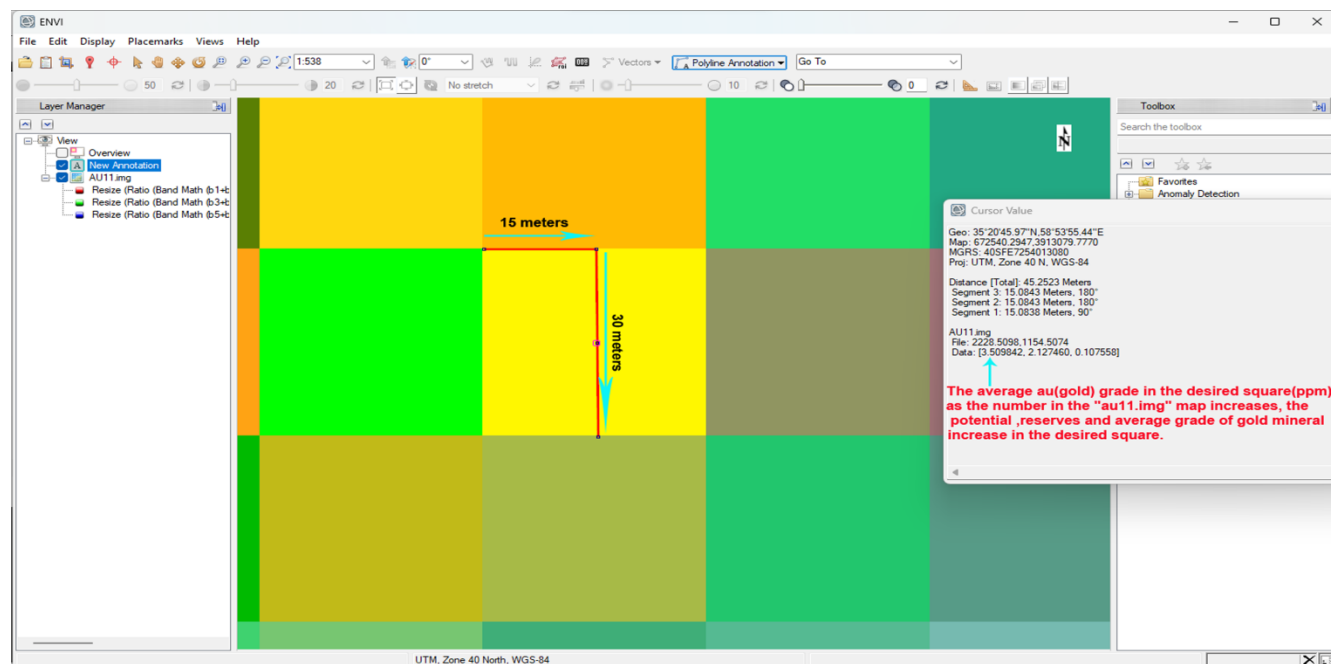 ENVI
File Edit Display Placemarks Views Help
1:538 0° Vectors Polyline Annotation Go To
50 20 No stretch 10 0
Layer Manager
View
Overview
New Annotation
AU11.img
Resize (Ratio (Band Math (b1+b
Resize (Ratio (Band Math (b3+b
Resize (Ratio (Band Math (b5+b
15 meters
30 meters
N
Toolbox
Search the toolbox
Favorites
Anomaly Detection
Cursor Value
Geo: 35°20'45.97"N,58°53'55.44"E
Map: 672540.2947,3913079.7770
MGRS: 40SFE7254013080
Proj: UTM, Zone 40 N, WGS-84
Distance [Total]: 45.2523 Meters
Segment 3: 15.0843 Meters, 180°
Segment 2: 15.0843 Meters, 180°
Segment 1: 15.0838 Meters, 90°
AU11.img
File: 2228.5098,1154.5074
Data: [3.509842, 2.127460, 0.107558]
The average au(gold) grade in the desired square(ppm)
as the number in the "au11.img" map increases, the
potential ,reserves and average grade of gold mineral
increase in the desired square.
UTM, Zone 40 North, WGS-84